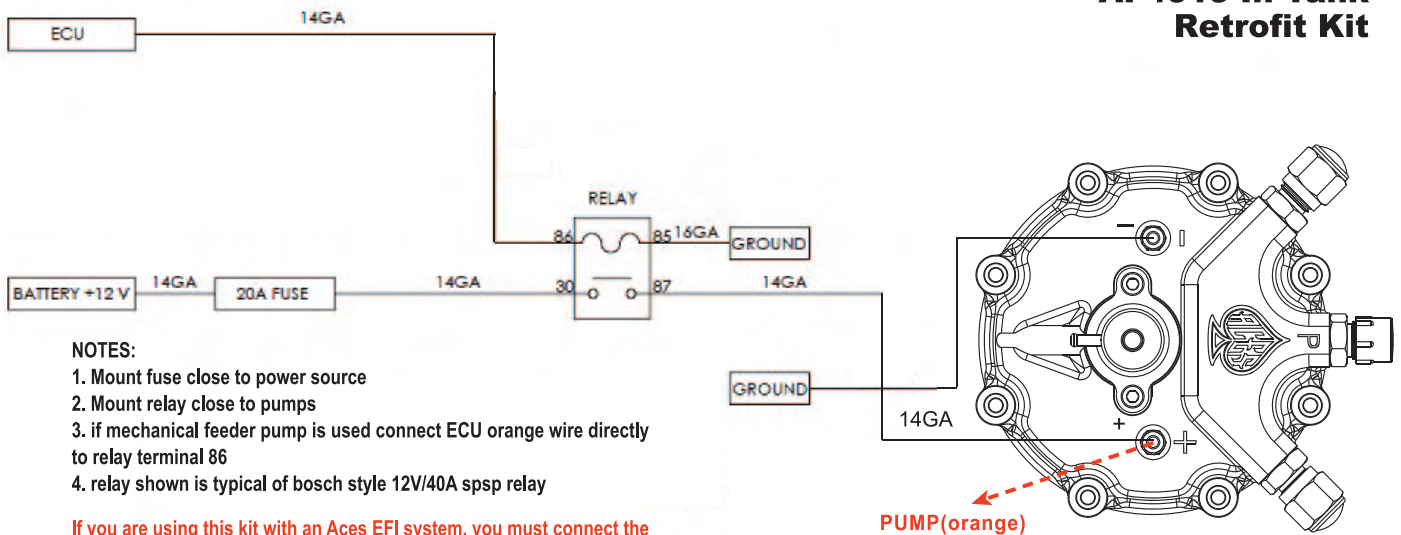 Retrofit Kit
14GA
ECU
RELAY
86
85
16GA
GROUND
BATTERY +12 V
14GA
20A FUSE
14GA
30
87
14GA
NOTES:
1. Mount fuse close to power source
2. Mount relay close to pumps
3. if mechanical feeder pump is used connect ECU orange wire directly
to relay terminal 86
4. relay shown is typical of bosch style 12V/40A spsp relay
If you are using this kit with an Aces EFI system, you must connect the
GROUND
14GA
−
+
+
P
ACES
PUMP(orange)